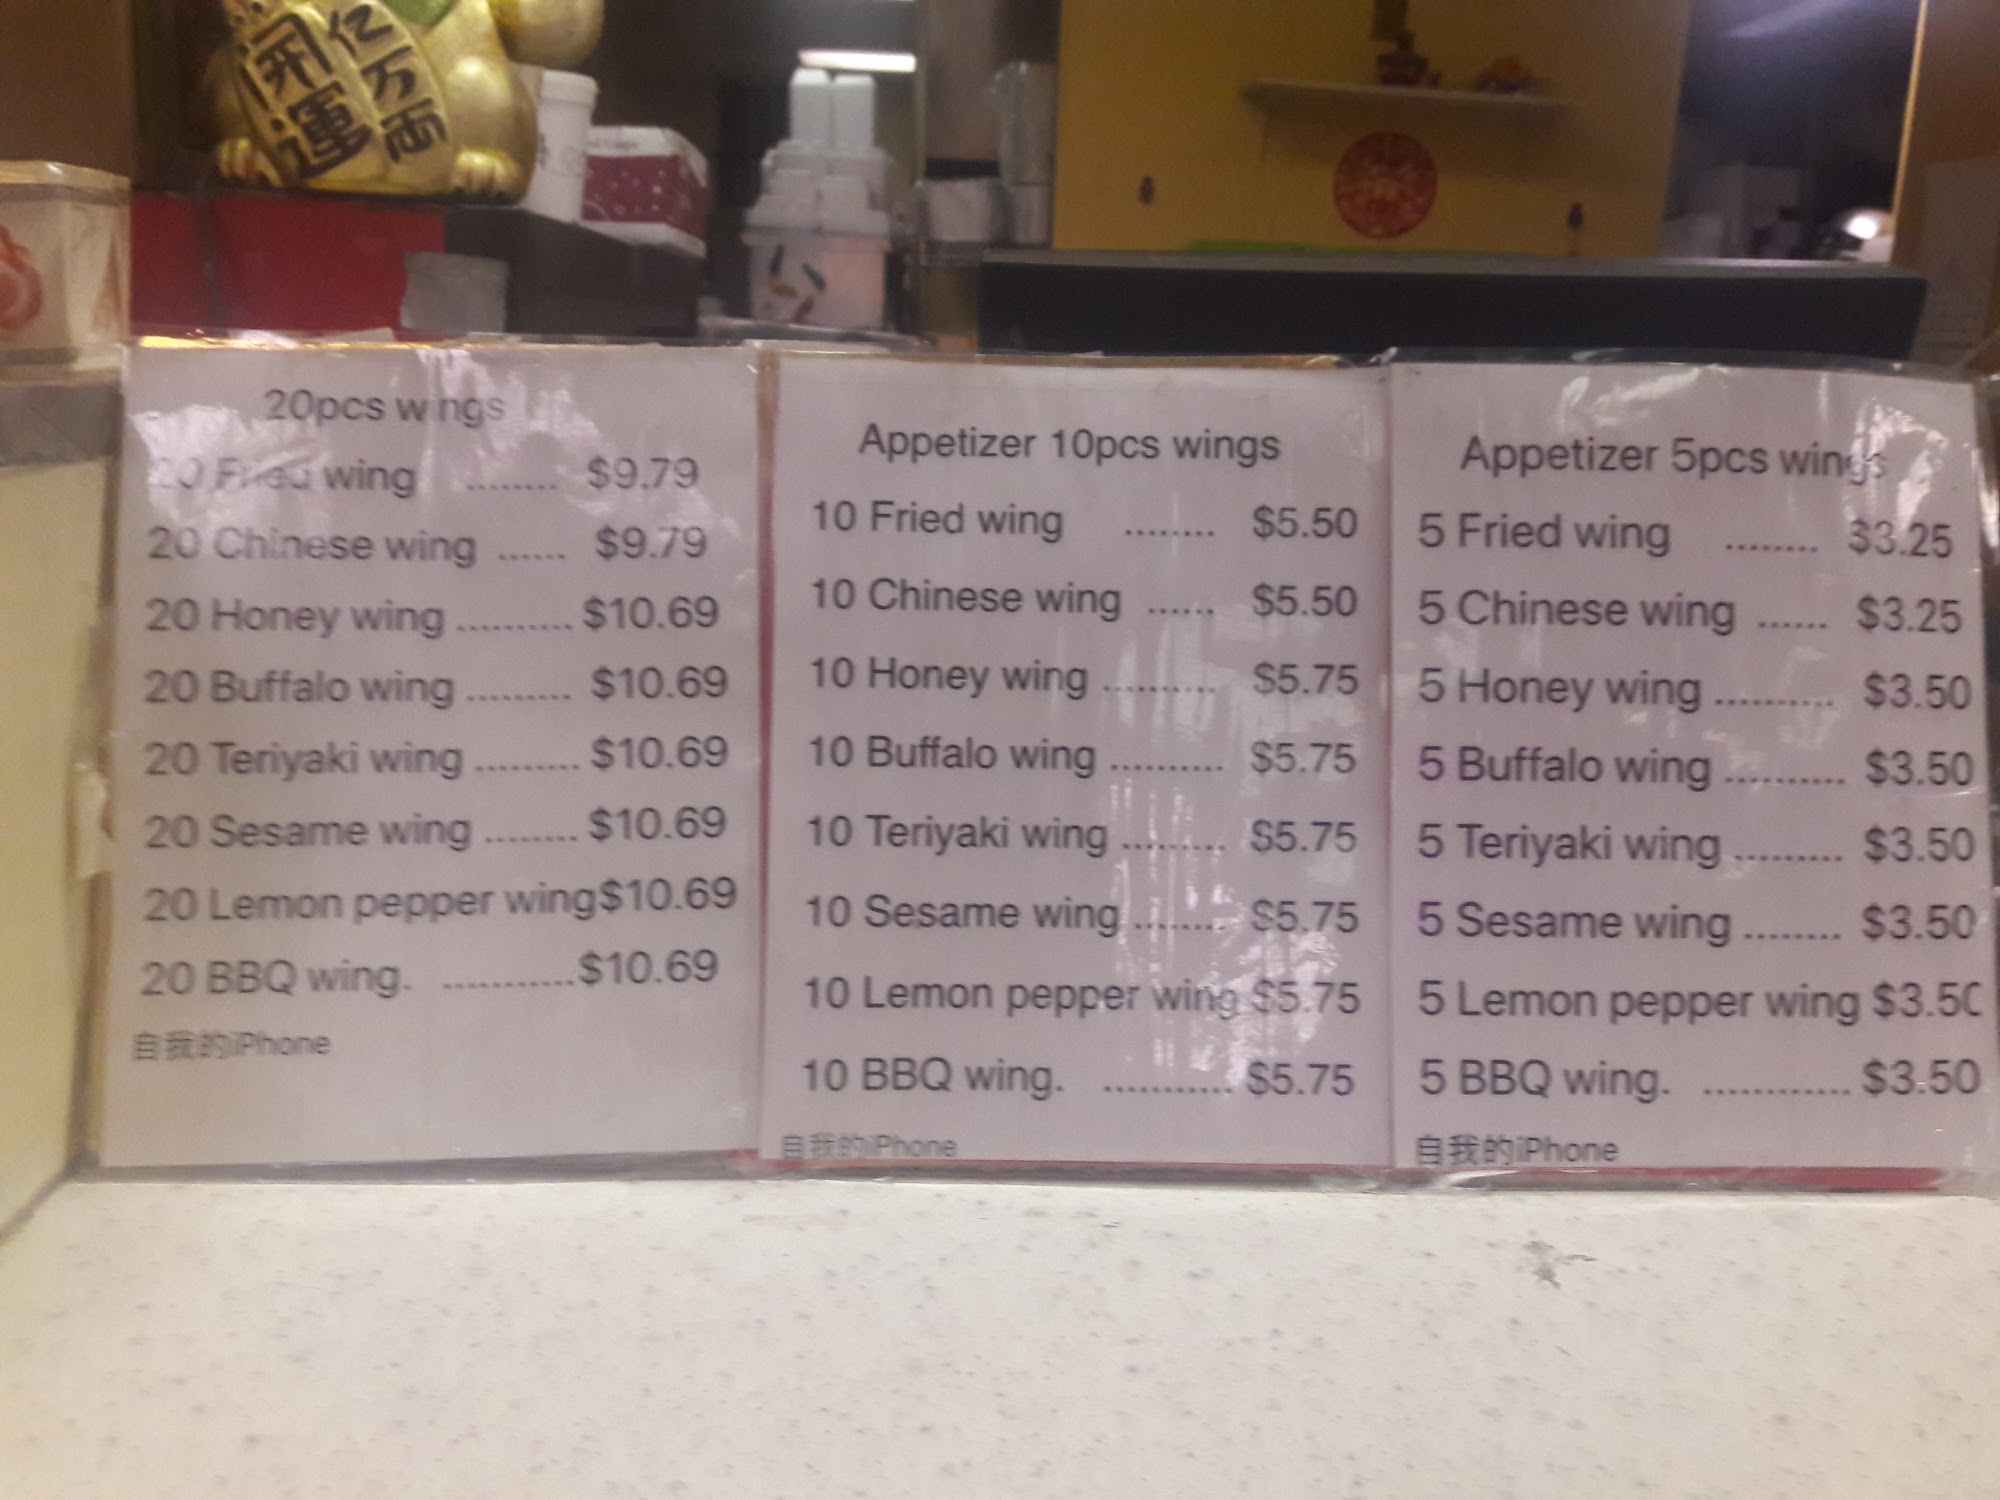 開運
亿万両
20pcs wings
20 Fried wing ........ $9.79
20 Chinese wing ...... $9.79
20 Honey wing .......... $10.69
20 Buffalo wing ......... $10.69
20 Teriyaki wing ......... $10.69
20 Sesame wing ........ $10.69
20 Lemon pepper wing$10.69
20 BBQ wing. ............$10.69
自我的iPhone
Appetizer 10pcs wings
10 Fried wing ........ $5.50
10 Chinese wing ...... $5.50
10 Honey wing .......... $5.75
10 Buffalo wing .......... $5.75
10 Teriyaki wing ......... $5.75
10 Sesame wing ........ $5.75
10 Lemon pepper wing $5.75
10 BBQ wing. ............ $5.75
自我的iPhone
Appetizer 5pcs wings
5 Fried wing ........ $3.25
5 Chinese wing ...... $3.25
5 Honey wing .......... $3.50
5 Buffalo wing .......... $3.50
5 Teriyaki wing ......... $3.50
5 Sesame wing ........ $3.50
5 Lemon pepper wing $3.50
5 BBQ wing. ............ $3.50
自我的iPhone